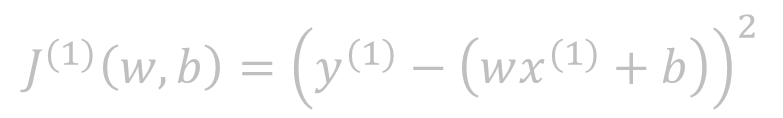 J⁽¹⁾(w, b) = (y⁽¹⁾ − (wx⁽¹⁾ + b))²